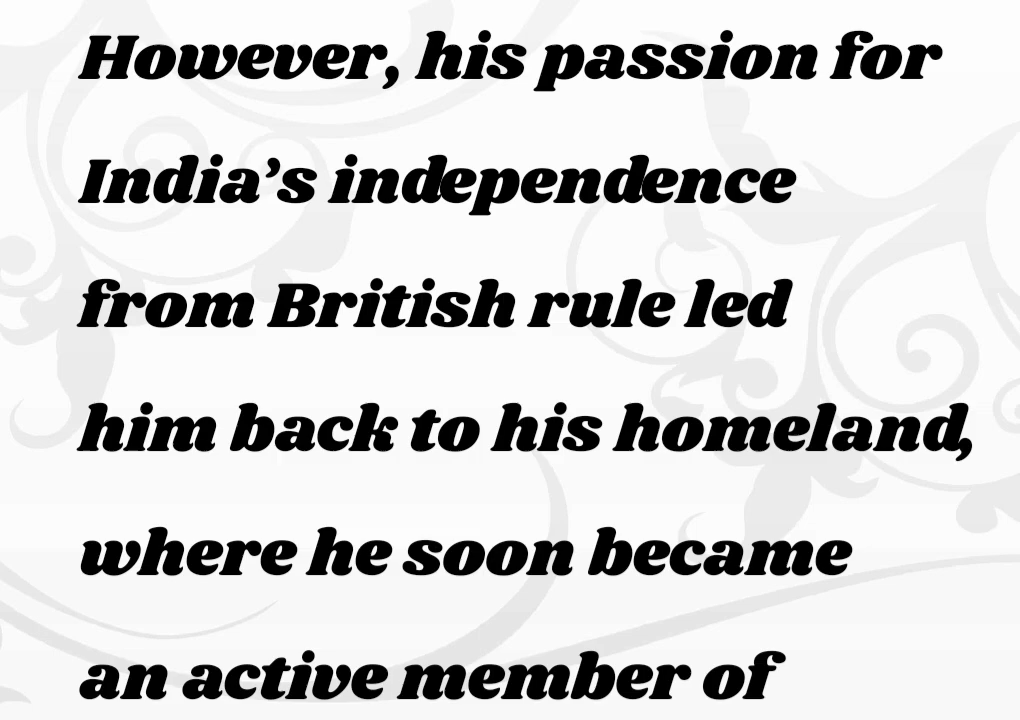 However, his passion for
India’s independence
from British rule led
him back to his homeland,
where he soon became
an active member of